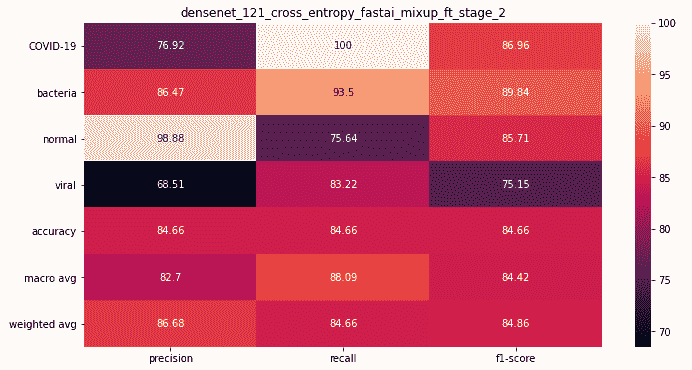 densenet_121_cross_entropy_fastai_mixup_ft_stage_2
COVID-19 76.92 100 86.96
bacteria 86.47 93.5 89.84
normal 98.88 75.64 85.71
viral 68.51 83.22 75.15
accuracy 84.66 84.66 84.66
macro avg 82.7 88.09 84.42
weighted avg 86.68 84.66 84.86
precision recall f1-score
100
95
90
85
80
75
70